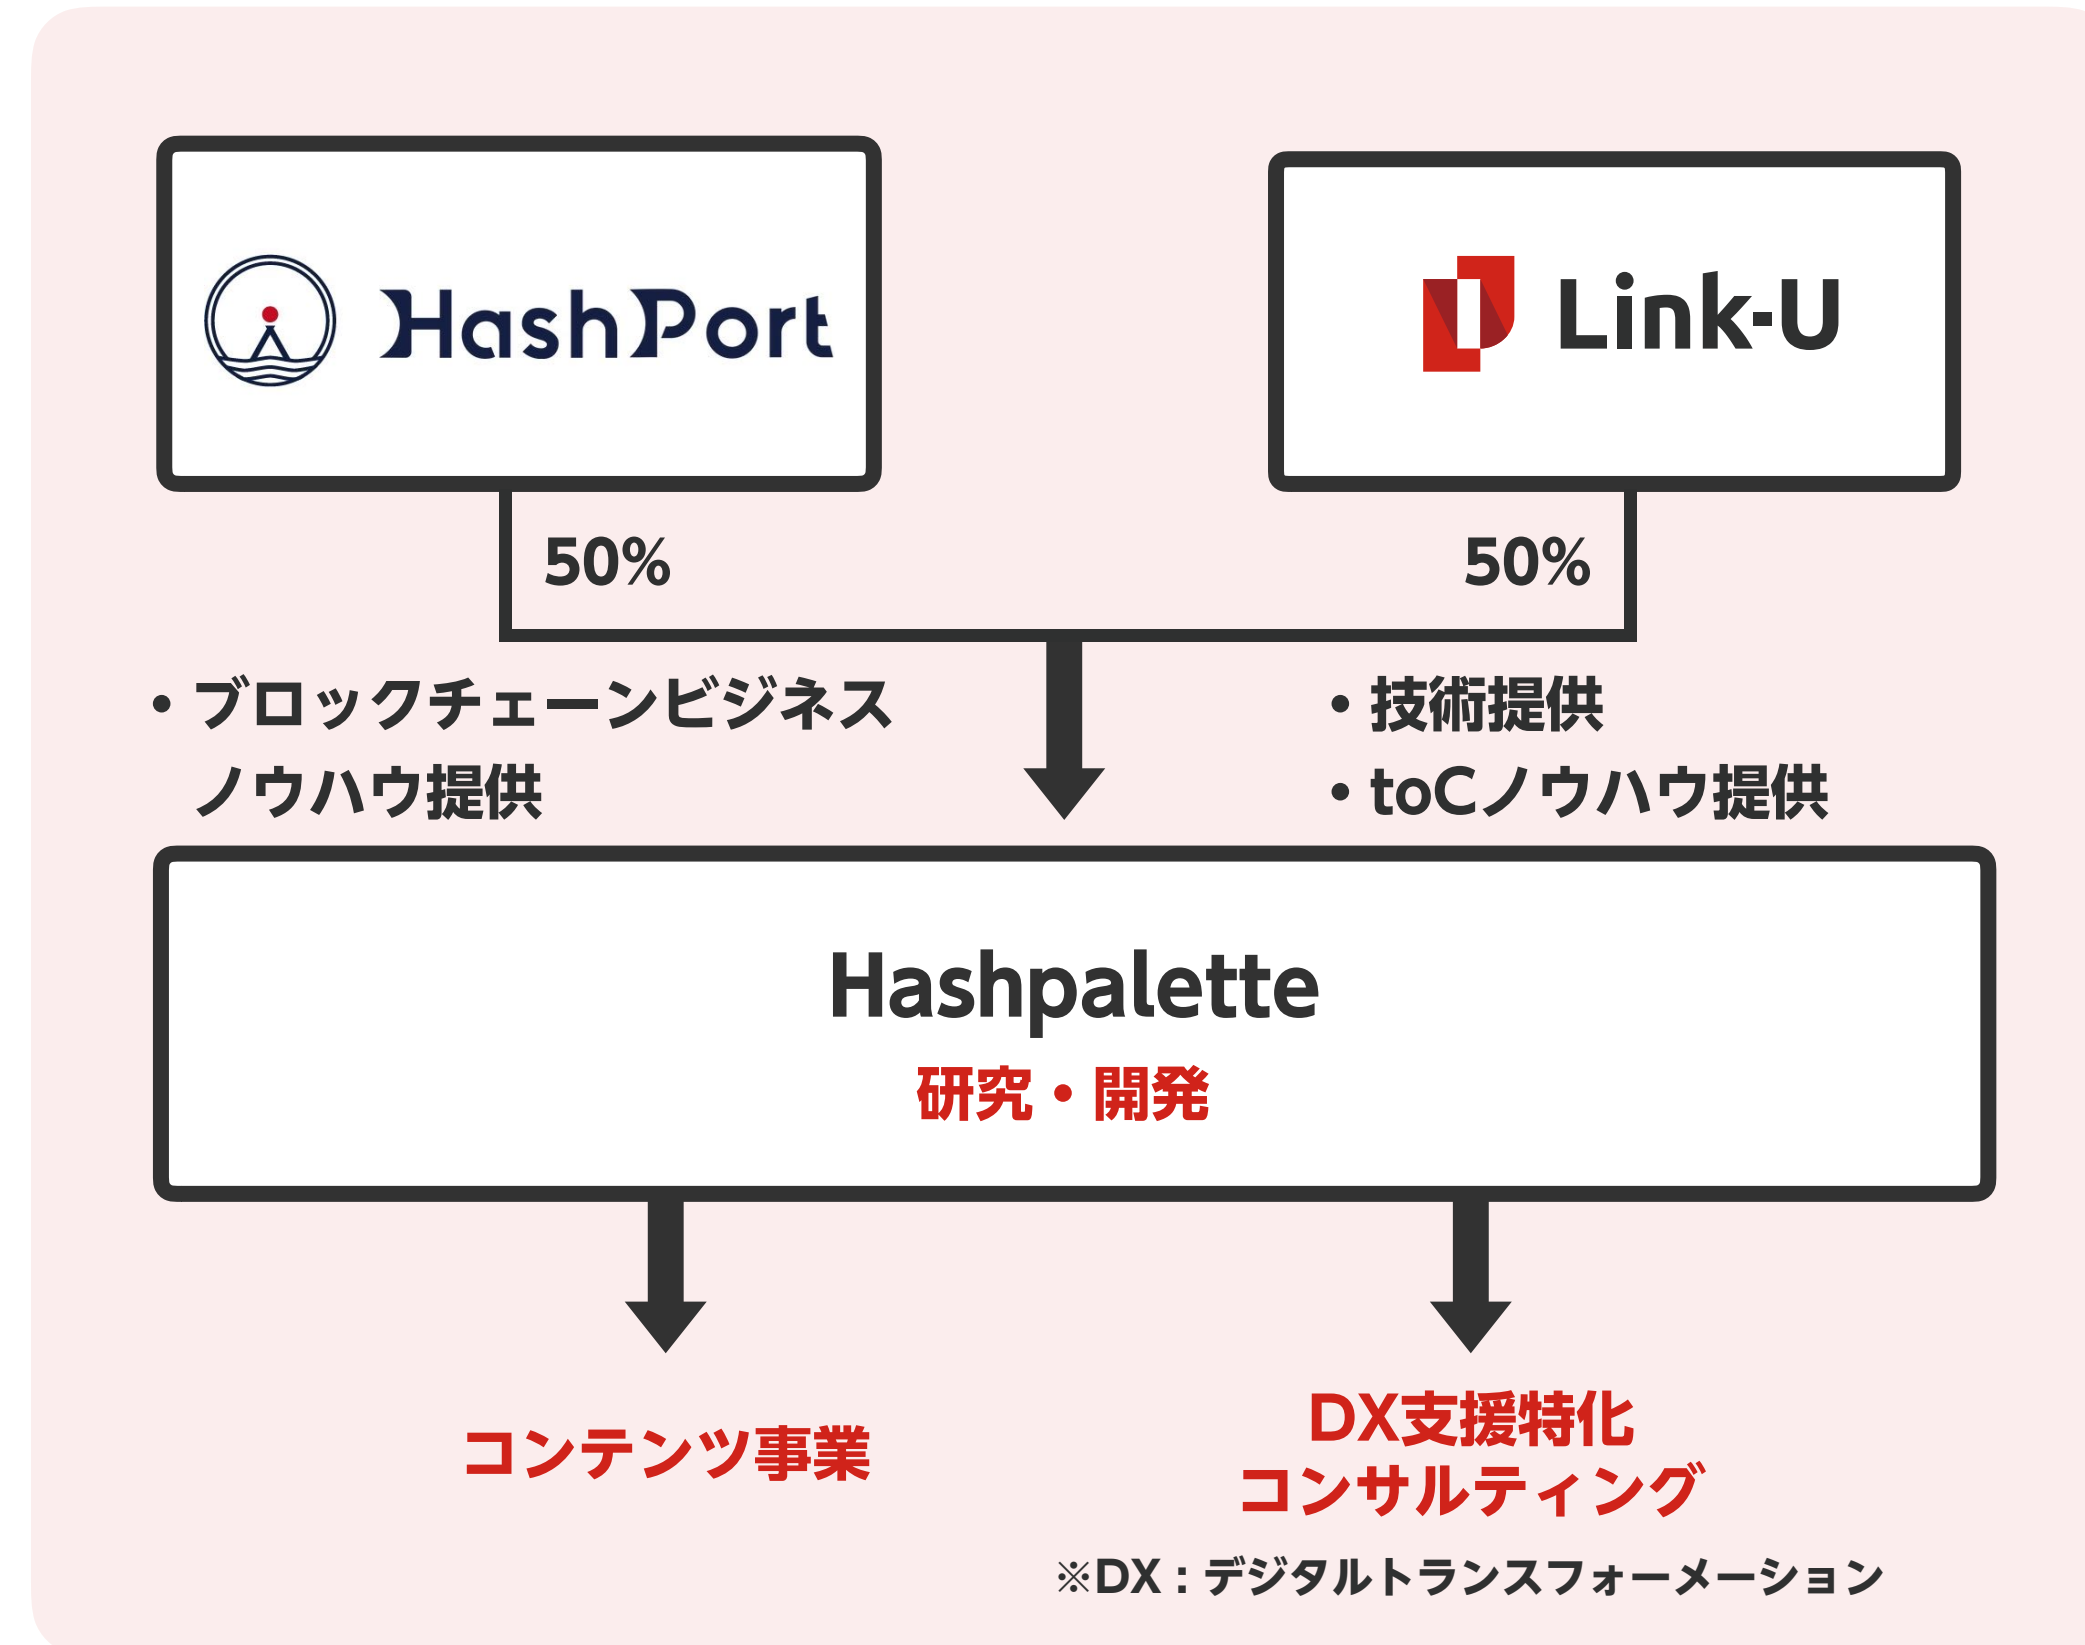 HashPort
Link-U
50%
50%
・ブロックチェーンビジネス
ノウハウ提供
・技術提供
・toCノウハウ提供
Hashpalette
研究・開発
コンテンツ事業
DX支援特化
コンサルティング
※DX：デジタルトランスフォーメーション